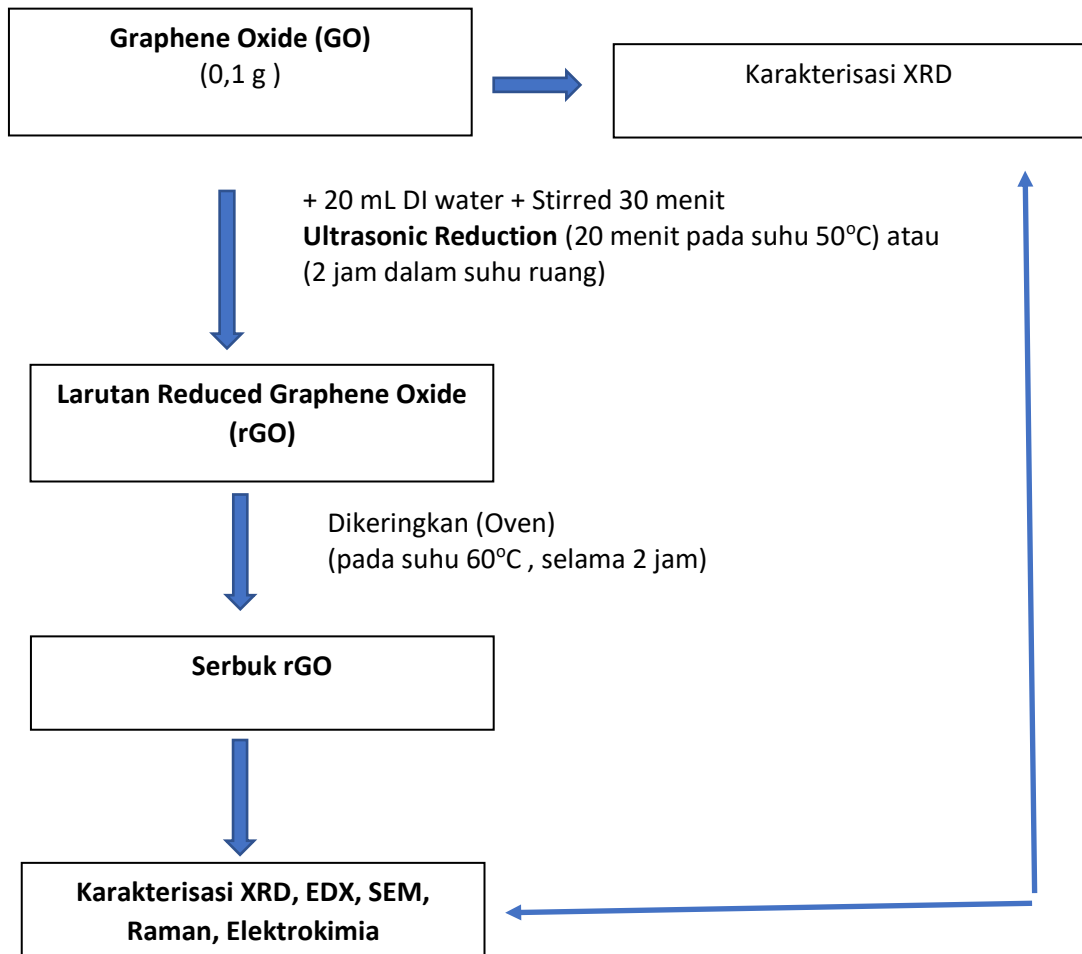 Graphene Oxide (GO)
(0,1 g )
Karakterisasi XRD
+ 20 mL DI water + Stirred 30 menit
Ultrasonic Reduction (20 menit pada suhu 50°C) atau
(2 jam dalam suhu ruang)
Larutan Reduced Graphene Oxide
(rGO)
Dikeringkan (Oven)
(pada suhu 60°C , selama 2 jam)
Serbuk rGO
Karakterisasi XRD, EDX, SEM,
Raman, Elektrokimia